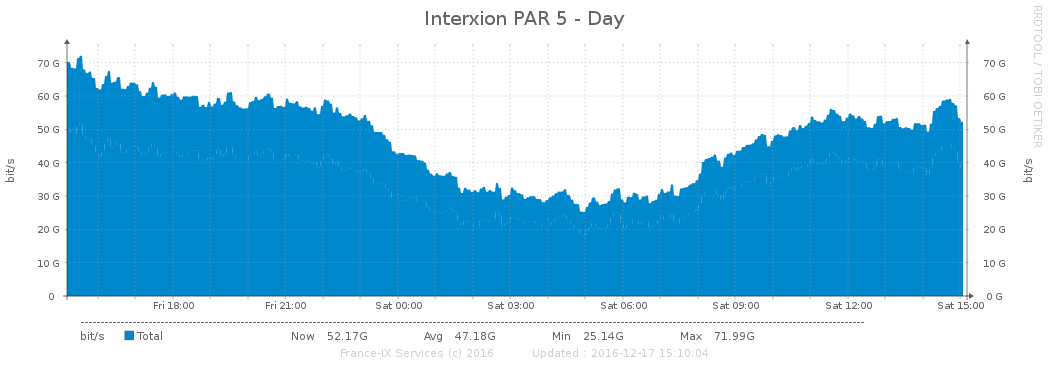 Interxion PAR 5 - Day
RRDTOOL / TOBI OETIKER
bit/s
70 G 70 G
60 G 60 G
50 G 50 G
40 G 40 G
30 G 30 G
20 G 20 G
10 G 10 G
0 0 G
bit/s
Fri 18:00 Fri 21:00 Sat 00:00 Sat 03:00 Sat 06:00 Sat 09:00 Sat 12:00 Sat 15:00
bit/s Total Now 52.17G Avg 47.18G Min 25.14G Max 71.99G
France-IX Services (c) 2016 Updated : 2016-12-17 15:10:04